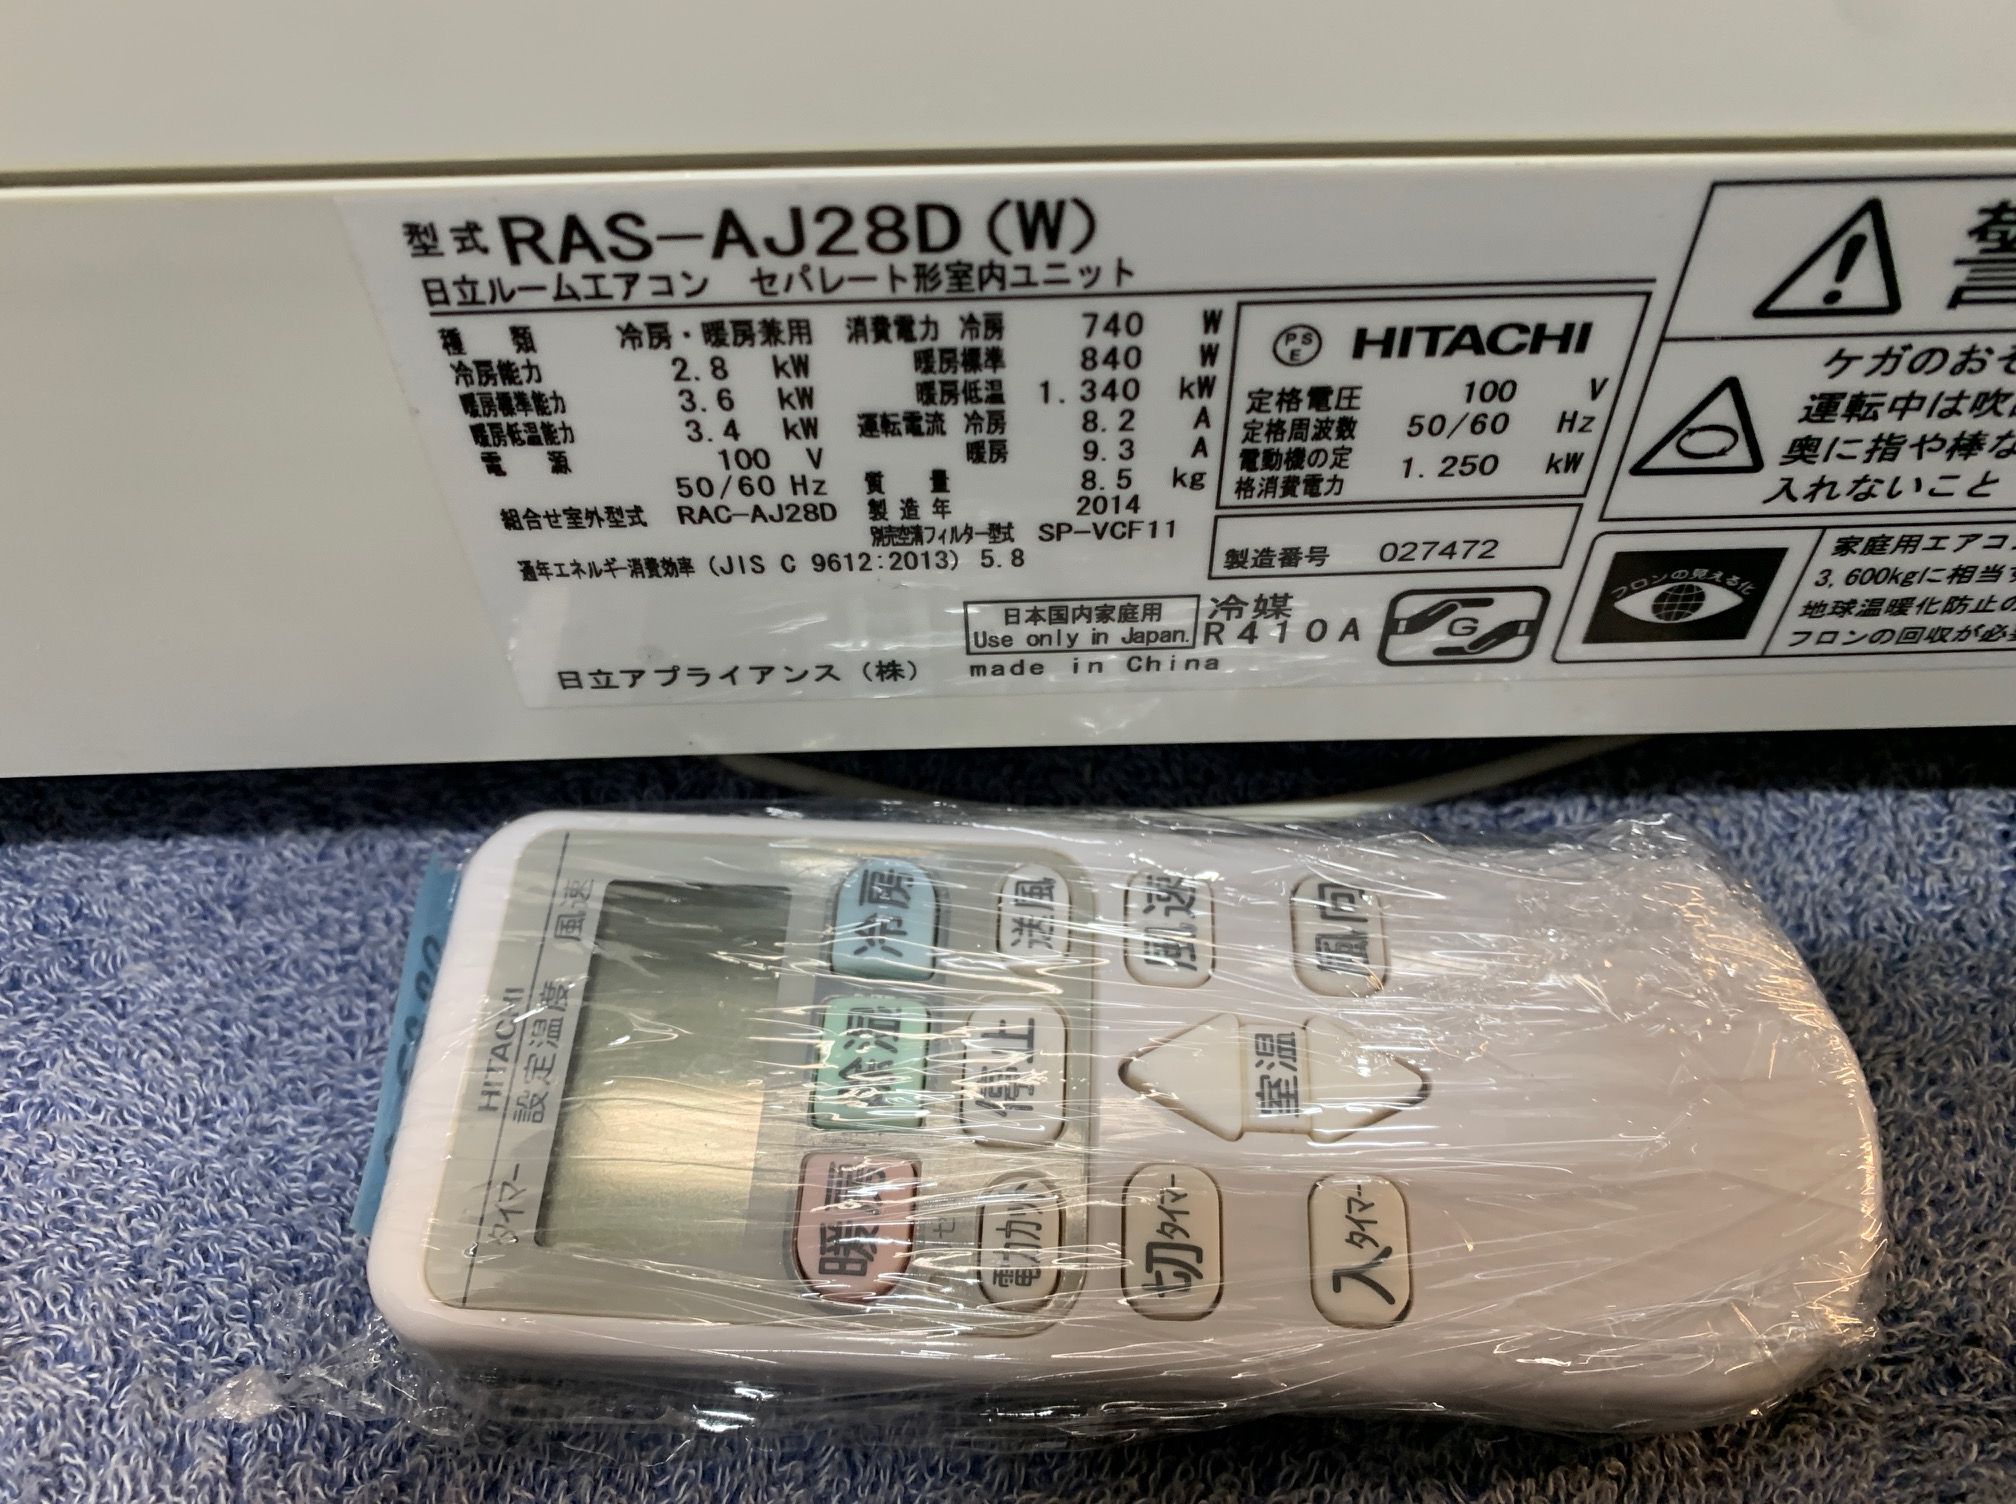 型式 RAS-AJ28D(W)
日立ルームエアコン セパレート形室内ユニット
種類 冷房・暖房兼用
冷房能力 2.8 kW
暖房標準能力 3.6 kW
暖房低温能力 3.4 kW
電源 100 V
50/60 Hz
組合せ室外型式 RAC-AJ28D
消費電力 冷房 740 W
暖房標準 840 W
暖房低温 1.340 kW
運転電流 冷房 8.2 A
暖房 9.3 A
質量 8.5 kg
製造年 2014
別売空清フィルター型式 SP-VCF11
通年エネルギー消費効率 (JIS C 9612:2013) 5.8
PSE HITACHI
定格電圧 100 V
定格周波数 50/60 Hz
電動機の定
格消費電力 1.250 kW
製造番号 027472
日本国内家庭用
Use only in Japan.
冷媒
R410A
G
日立アプライアンス(株)
made in China
警
ケガのおそ
運転中は吹
奥に指や棒な
入れないこと
フロンの見える化
家庭用エアコ
3,600kgに相当
地球温暖化防止の
フロンの回収が必
HITACHI
タイマー 設定温度 風速
暖房 除湿 冷房
電力カット 停止 送風
切タイマー 室温 風速
入タイマー 風向